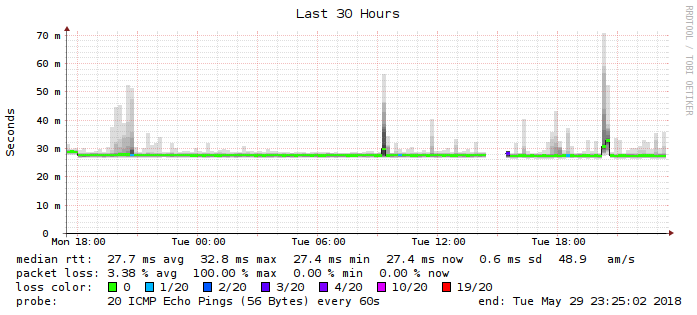 Last 30 Hours
RRDTOOL / TOBI OETIKER
Seconds
70 m
60 m
50 m
40 m
30 m
20 m
10 m
0
Mon 18:00 Tue 00:00 Tue 06:00 Tue 12:00 Tue 18:00
median rtt: 27.7 ms avg 32.8 ms max 27.4 ms min 27.4 ms now 0.6 ms sd 48.9 am/s
packet loss: 3.38 % avg 100.00 % max 0.00 % min 0.00 % now
loss color: 0 1/20 2/20 3/20 4/20 10/20 19/20
probe: 20 ICMP Echo Pings (56 Bytes) every 60s end: Tue May 29 23:25:02 2018